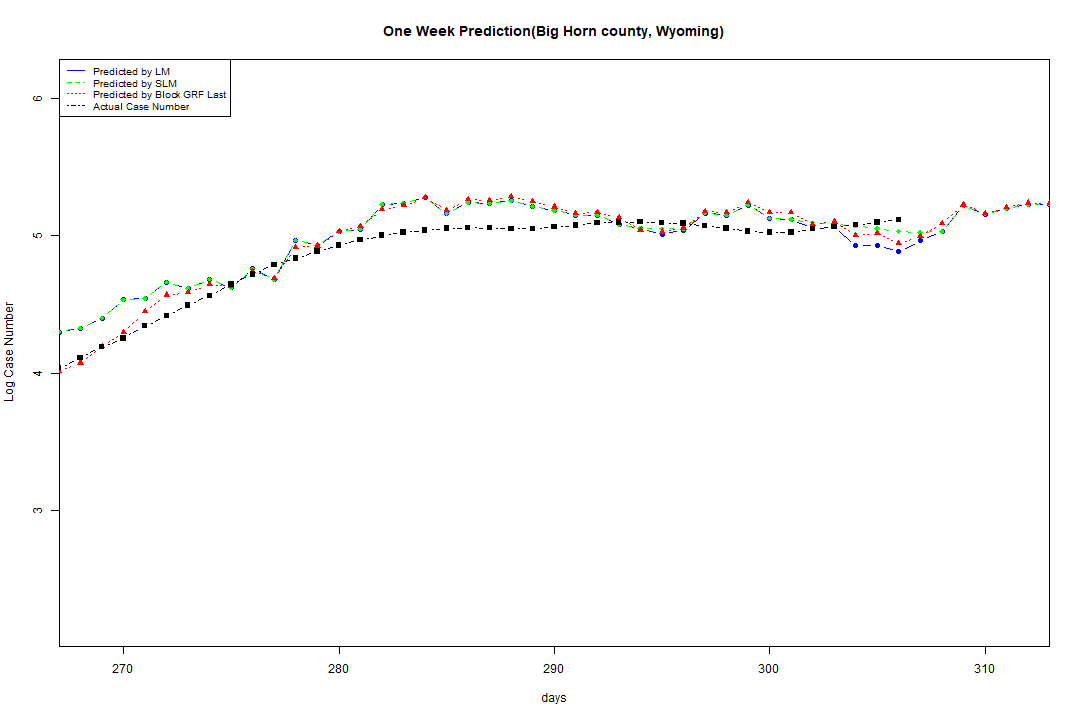 One Week Prediction(Big Horn county, Wyoming)
Predicted by LM
Predicted by SLM
Predicted by Block GRF Last
Actual Case Number
6
5
4
3
Log Case Number
270 280 290 300 310
days